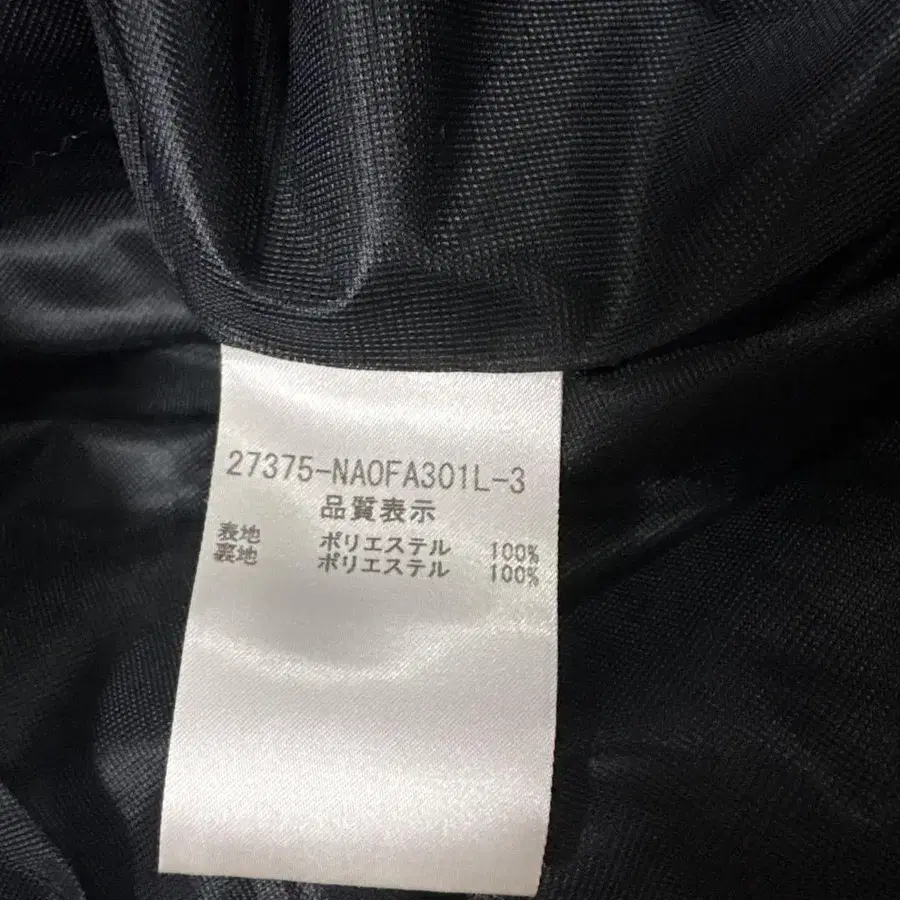 27375-NAOFA301L-3
品質表示
表地 ポリエステル 100%
裏地 ポリエステル 100%